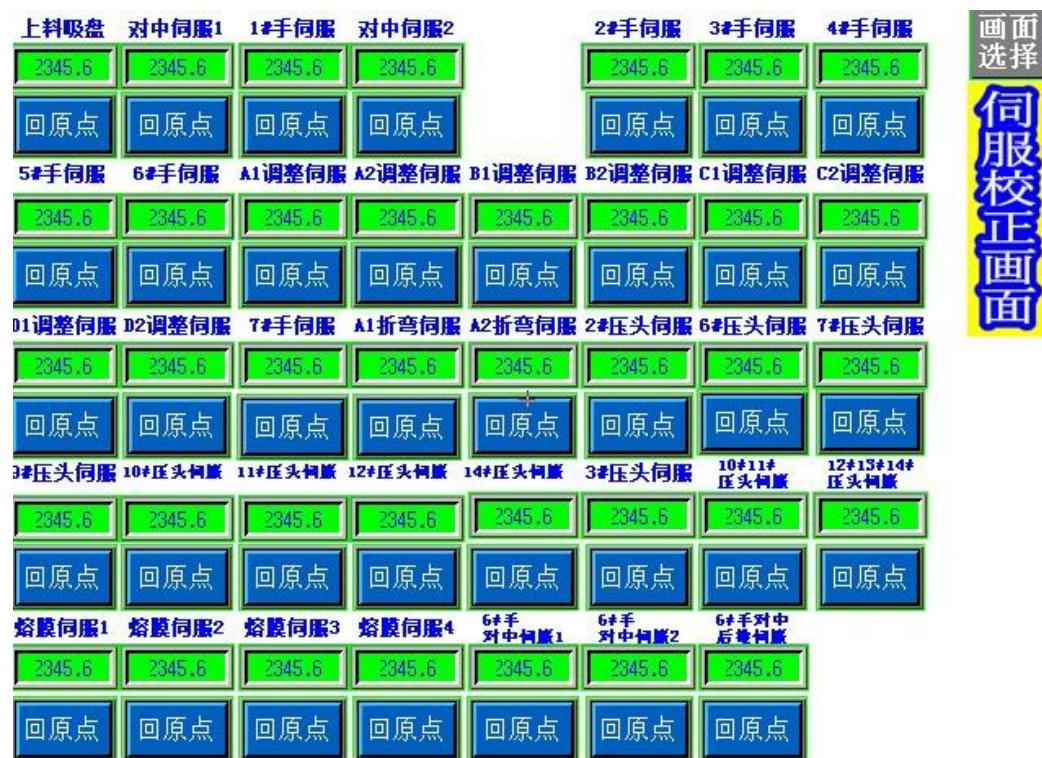 上料吸盘 对中伺服1 1#手伺服 对中伺服2 2#手伺服 3#手伺服 4#手伺服
2345.6 2345.6 2345.6 2345.6 2345.6 2345.6 2345.6
回原点 回原点 回原点 回原点 回原点 回原点 回原点
5#手伺服 6#手伺服 A1调整伺服 A2调整伺服 B1调整伺服 B2调整伺服 C1调整伺服 C2调整伺服
2345.6 2345.6 2345.6 2345.6 2345.6 2345.6 2345.6 2345.6
回原点 回原点 回原点 回原点 回原点 回原点 回原点 回原点
D1调整伺服 D2调整伺服 7#手伺服 A1折弯伺服 A2折弯伺服 2#压头伺服 6#压头伺服 7#压头伺服
2345.6 2345.6 2345.6 2345.6 2345.6 2345.6 2345.6 2345.6
回原点 回原点 回原点 回原点 回原点 回原点 回原点 回原点
9#压头伺服 10#压头伺服 11#压头伺服 12#压头伺服 14#压头伺服 3#压头伺服 10#11#压头伺服 12#13#14#压头伺服
2345.6 2345.6 2345.6 2345.6 2345.6 2345.6 2345.6 2345.6
回原点 回原点 回原点 回原点 回原点 回原点 回原点 回原点
熔膜伺服1 熔膜伺服2 熔膜伺服3 熔膜伺服4 6#手对中伺服1 6#手对中伺服2 6#手对中后挡伺服
2345.6 2345.6 2345.6 2345.6 2345.6 2345.6 2345.6
回原点 回原点 回原点 回原点 回原点 回原点 回原点
画面
选择
伺服校正画面